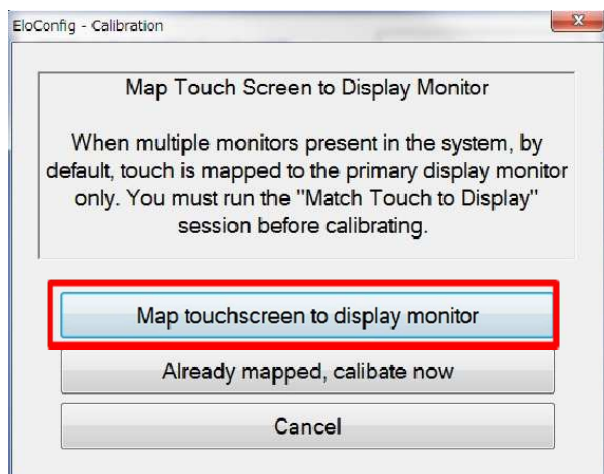 EloConfig - Calibration
Map Touch Screen to Display Monitor
When multiple monitors present in the system, by
default, touch is mapped to the primary display monitor
only. You must run the "Match Touch to Display"
session before calibrating.
Map touchscreen to display monitor
Already mapped, calibate now
Cancel